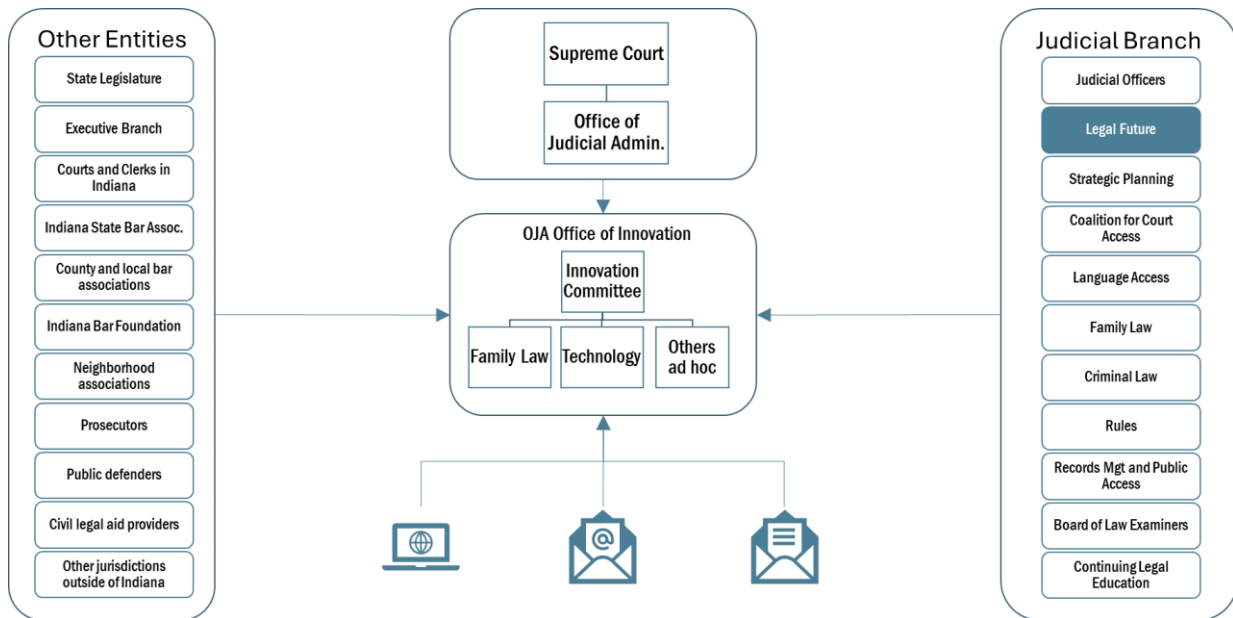 Other Entities
State Legislature
Executive Branch
Courts and Clerks in
Indiana
Indiana State Bar Assoc.
County and local bar
associations
Indiana Bar Foundation
Neighborhood
associations
Prosecutors
Public defenders
Civil legal aid providers
Other jurisdictions
outside of Indiana
Supreme Court
Office of
Judicial Admin.
OJA Office of Innovation
Innovation
Committee
Family Law
Technology
Others
ad hoc
@
Judicial Branch
Judicial Officers
Legal Future
Strategic Planning
Coalition for Court
Access
Language Access
Family Law
Criminal Law
Rules
Records Mgt and Public
Access
Board of Law Examiners
Continuing Legal
Education